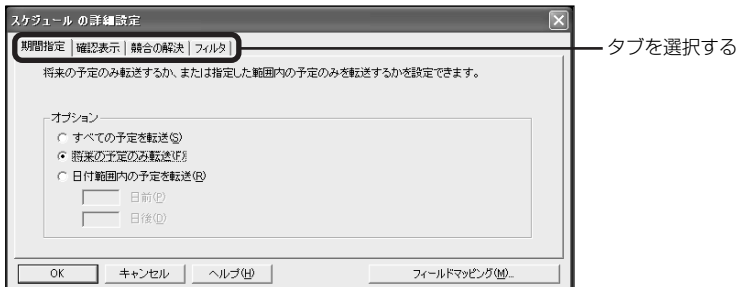 スケジュール の詳細設定
期間指定 確認表示 競合の解決 フィルタ
タブを選択する
将来の予定のみ転送するか、または指定した範囲内の予定のみを転送するかを設定できます。
オプション
すべての予定を転送(S)
将来の予定のみ転送(F)
日付範囲内の予定を転送(R)
日前(P)
日後(D)
OK キャンセル ヘルプ(H) フィールドマッピング(M)...